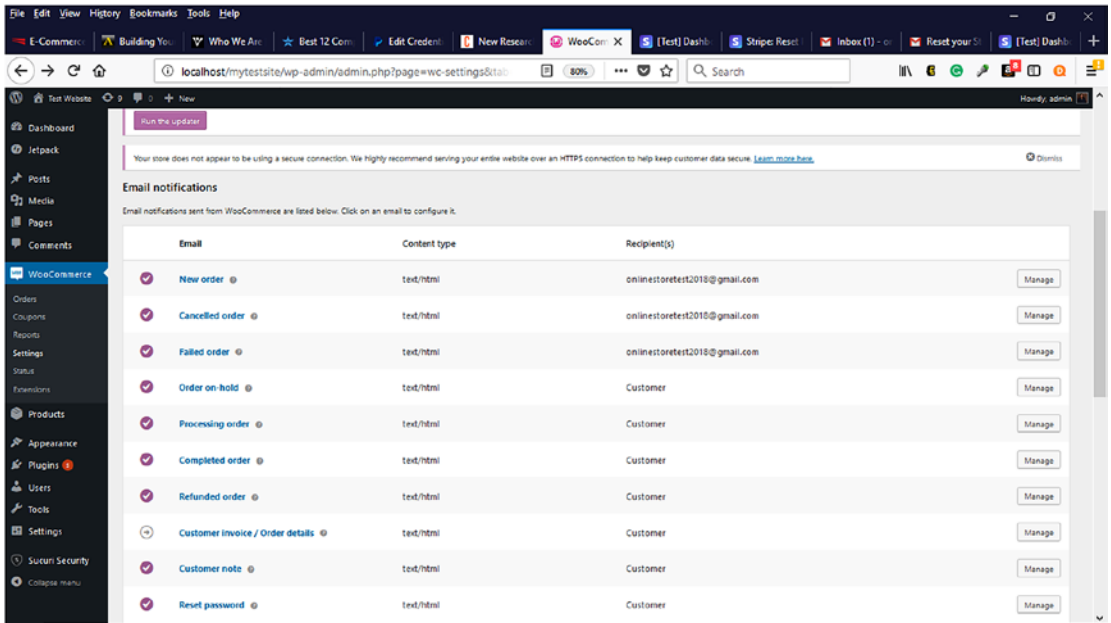 File Edit View History Bookmarks Tools Help
E-Commerc Building You Who We Are Best 12 Com Edit Credent New Researc WooCom X [Test] Dashb Stripe: Reset Inbox (1) - o Reset your St [Test] Dashb
localhost/mytestsite/wp-admin/admin.php?page=wc-settings&tab 80% Search
Test Website 9 0 + New Howdy, admin
Dashboard
Jetpack
Posts
Media
Pages
Comments
WooCommerce
Orders
Coupons
Reports
Settings
Status
Extensions
Products
Appearance
Plugins
Users
Tools
Settings
Sucuri Security
Collapse menu
Run the updater
Your store does not appear to be using a secure connection. We highly recommend serving your entire website over an HTTPS connection to help keep customer data secure. Learn more here. Dismiss
Email notifications
Email notifications sent from WooCommerce are listed below. Click on an email to configure it.
Email Content type Recipient(s)
New order text/html onlinestoretest2018@gmail.com Manage
Cancelled order text/html onlinestoretest2018@gmail.com Manage
Failed order text/html onlinestoretest2018@gmail.com Manage
Order on-hold text/html Customer Manage
Processing order text/html Customer Manage
Completed order text/html Customer Manage
Refunded order text/html Customer Manage
Customer invoice / Order details text/html Customer Manage
Customer note text/html Customer Manage
Reset password text/html Customer Manage